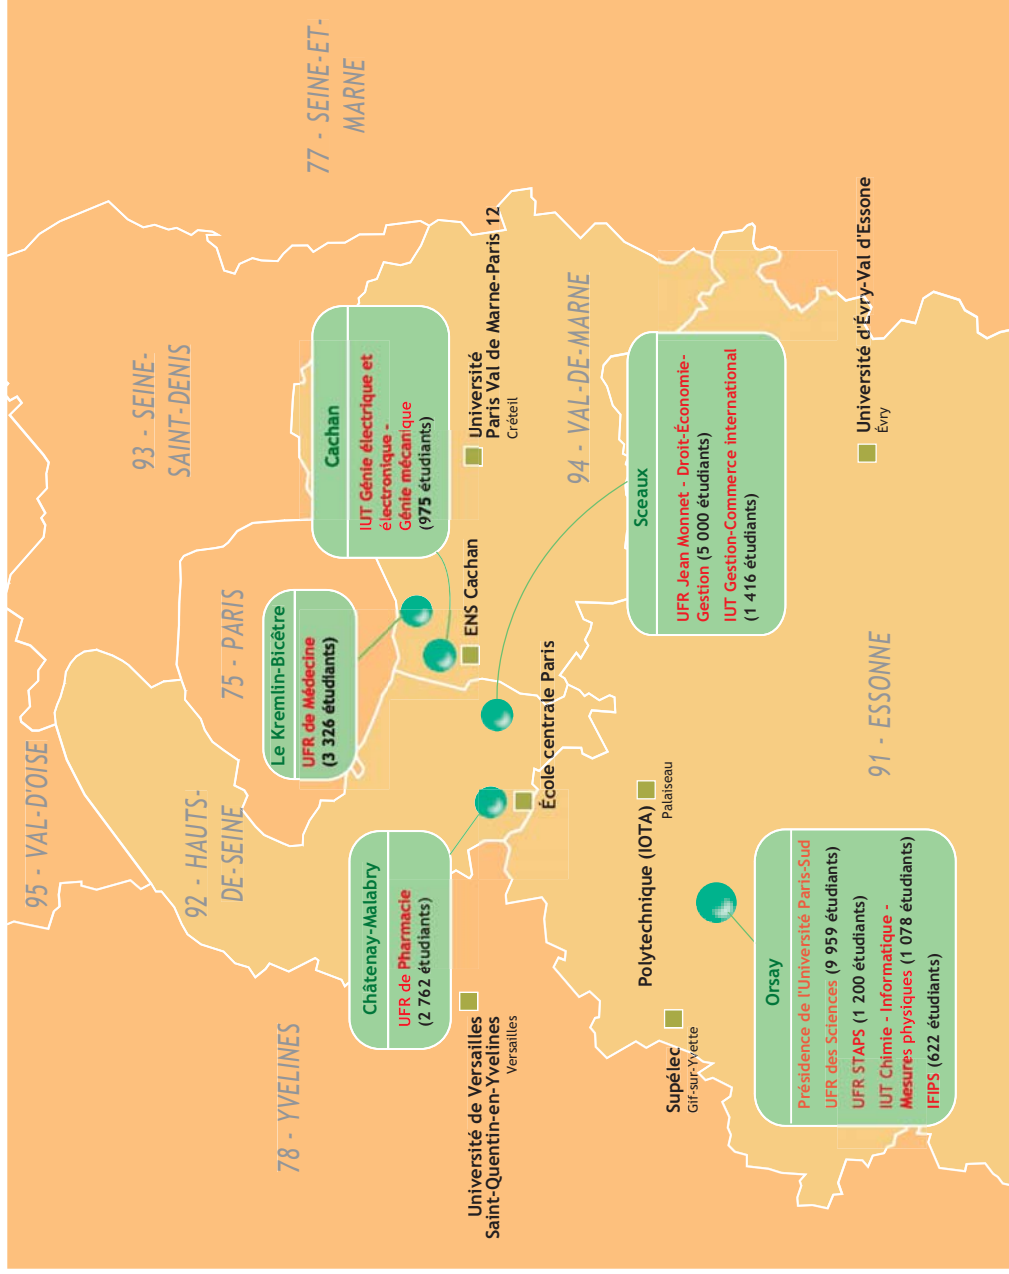 95 - VAL-D'OISE
93 - SEINE-
SAINT-DENIS
77 - SEINE-ET-
MARNE
92 - HAUTS-
DE-SEINE
75 - PARIS
78 - YVELINES
94 - VAL-DE-MARNE
91 - ESSONNE
Le Kremlin-Bicêtre
UFR de Médecine
(3 326 étudiants)
Cachan
IUT Génie électrique et
électronique -
Génie mécanique
(975 étudiants)
Châtenay-Malabry
UFR de Pharmacie
(2 762 étudiants)
Université de Versailles
Saint-Quentin-en-Yvelines
Versailles
ENS Cachan
Université
Paris Val de Marne-Paris 12
Créteil
École centrale Paris
Sceaux
UFR Jean Monnet - Droit-Économie-
Gestion (5 000 étudiants)
IUT Gestion-Commerce international
(1 416 étudiants)
Polytechnique (IOTA)
Palaiseau
Supélec
Gif-sur-Yvette
Orsay
Présidence de l'Université Paris-Sud
UFR des Sciences (9 959 étudiants)
UFR STAPS (1 200 étudiants)
IUT Chimie - Informatique -
Mesures physiques (1 078 étudiants)
IFIPS (622 étudiants)
Université d'Évry-Val d'Essone
Évry